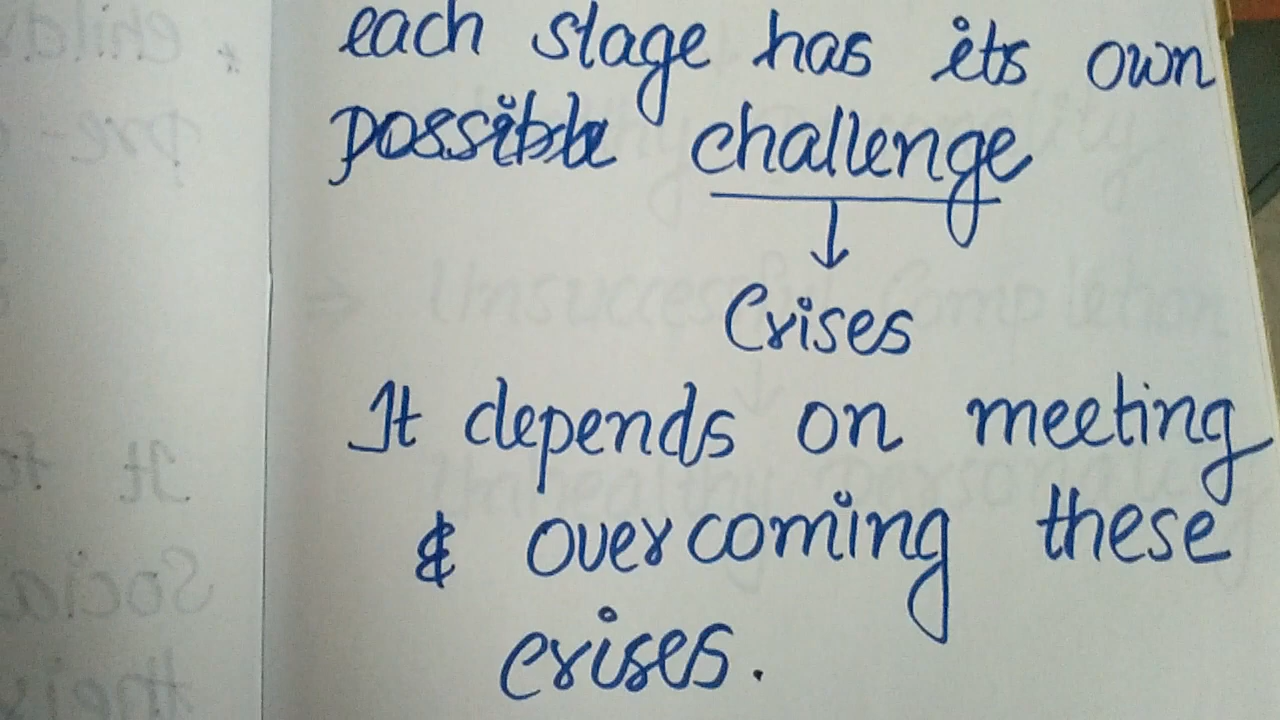 each stage has its own
possible challenge
↓
Crises
It depends on meeting
& overcoming these
crises.